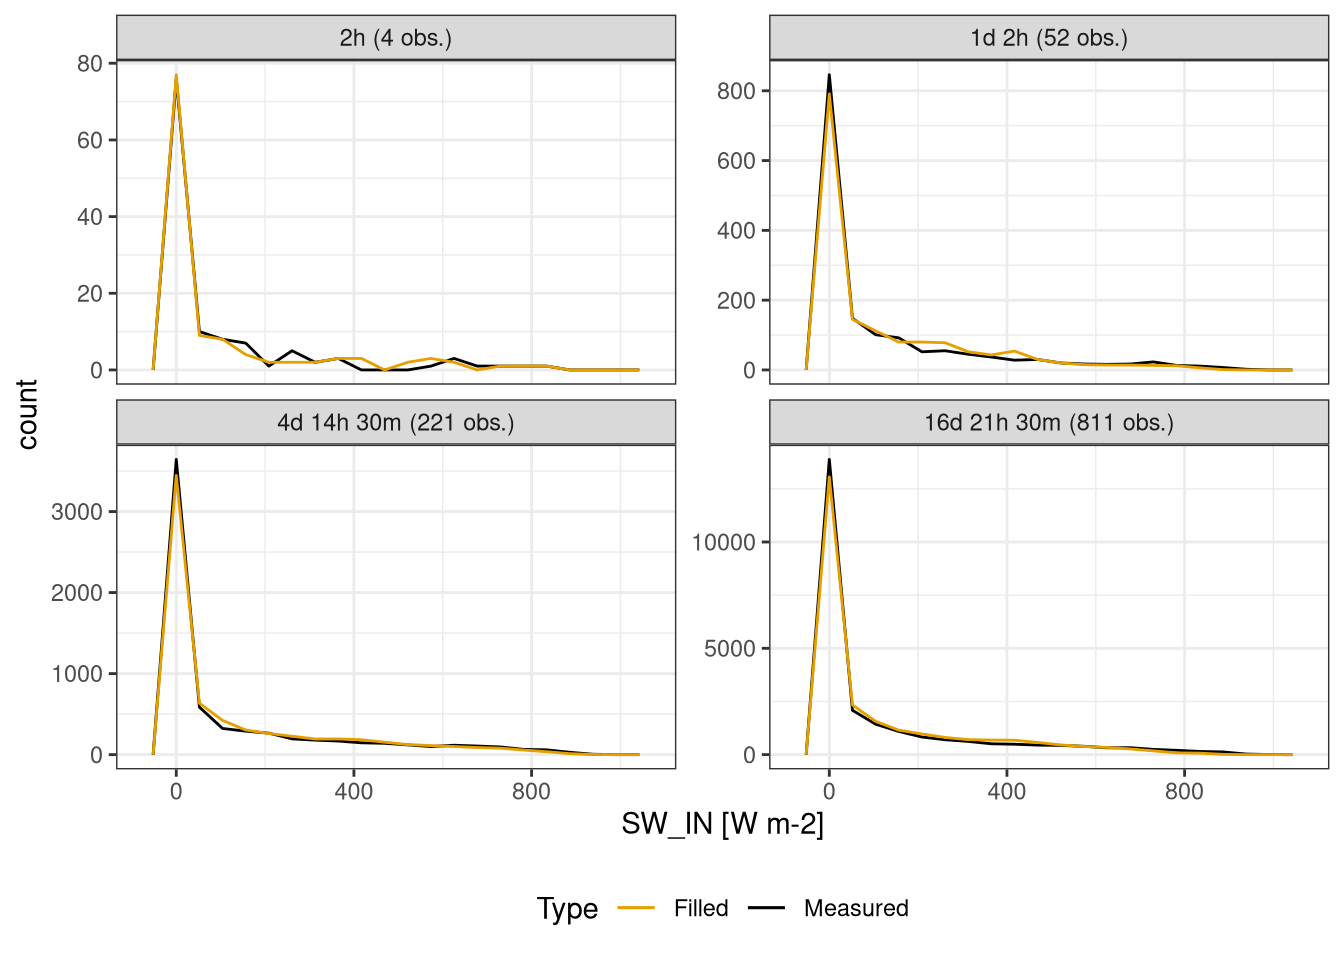 2h (4 obs.)
1d 2h (52 obs.)
80
60
40
20
0
800
600
400
200
0
count
4d 14h 30m (221 obs.)
16d 21h 30m (811 obs.)
3000
2000
1000
0
10000
5000
0
0 400 800
0 400 800
SW_IN [W m-2]
Type Filled Measured